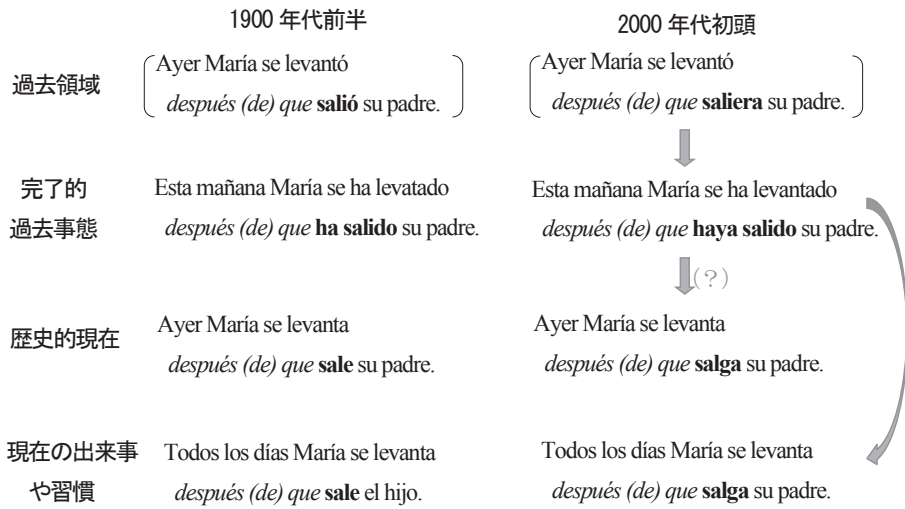 1900 年代前半
2000 年代初頭
過去領域
Ayer María se levantó
después (de) que salió su padre.
Ayer María se levantó
después (de) que saliera su padre.
完了的
過去事態
Esta mañana María se ha levatado
después (de) que ha salido su padre.
Esta mañana María se ha levantado
después (de) que haya salido su padre.
(?)
歴史的現在
Ayer María se levanta
después (de) que sale su padre.
Ayer María se levanta
después (de) que salga su padre.
現在の出来事
や習慣
Todos los días María se levanta
después (de) que sale el hijo.
Todos los días María se levanta
después (de) que salga su padre.